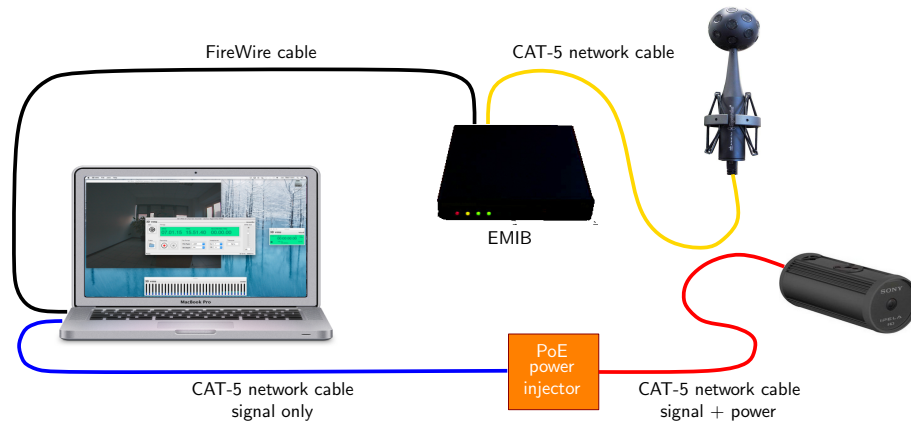 FireWire cable
CAT-5 network cable
EMIB
MacBook Pro
SONY
PoE
power
injector
CAT-5 network cable
signal only
CAT-5 network cable
signal + power